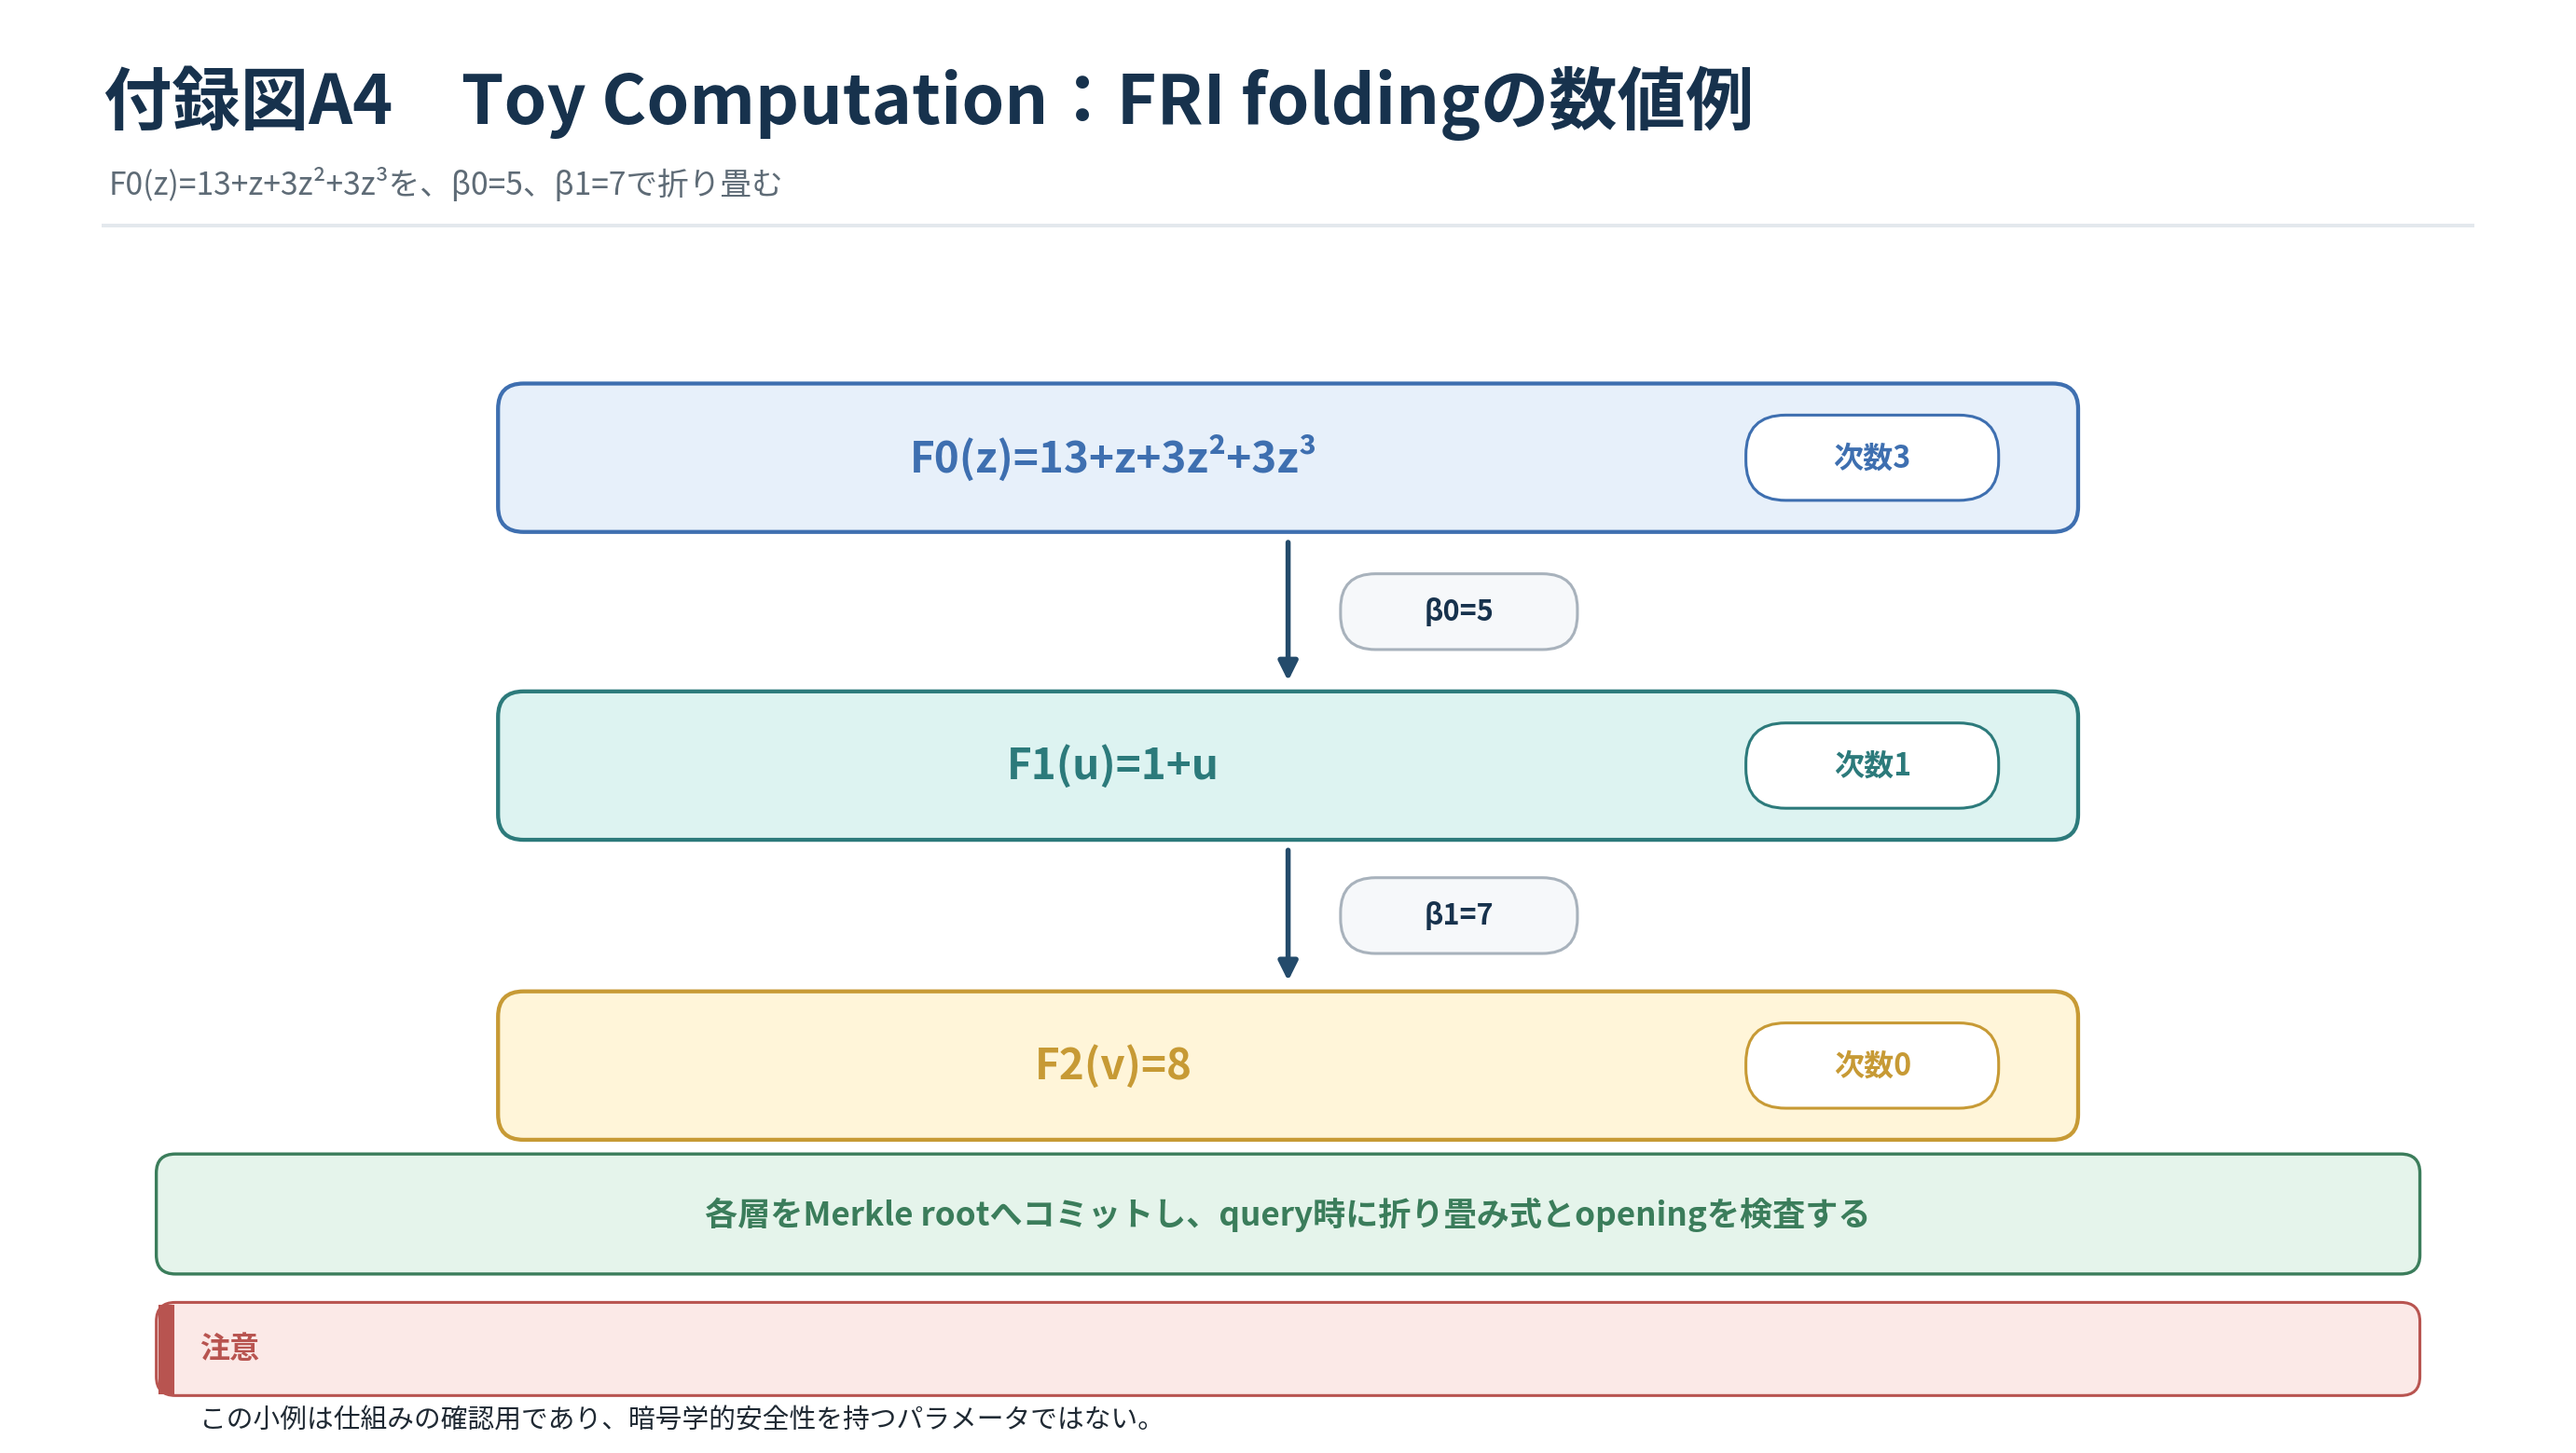 付録図A4　Toy Computation：FRI foldingの数値例
F0(z)=13+z+3z²+3z³を、β0=5、β1=7で折り畳む
F0(z)=13+z+3z²+3z³
次数3
β0=5
F1(u)=1+u
次数1
β1=7
F2(v)=8
次数0
各層をMerkle rootへコミットし、query時に折り畳み式とopeningを検査する
注意
この小例は仕組みの確認用であり、暗号学的安全性を持つパラメータではない。